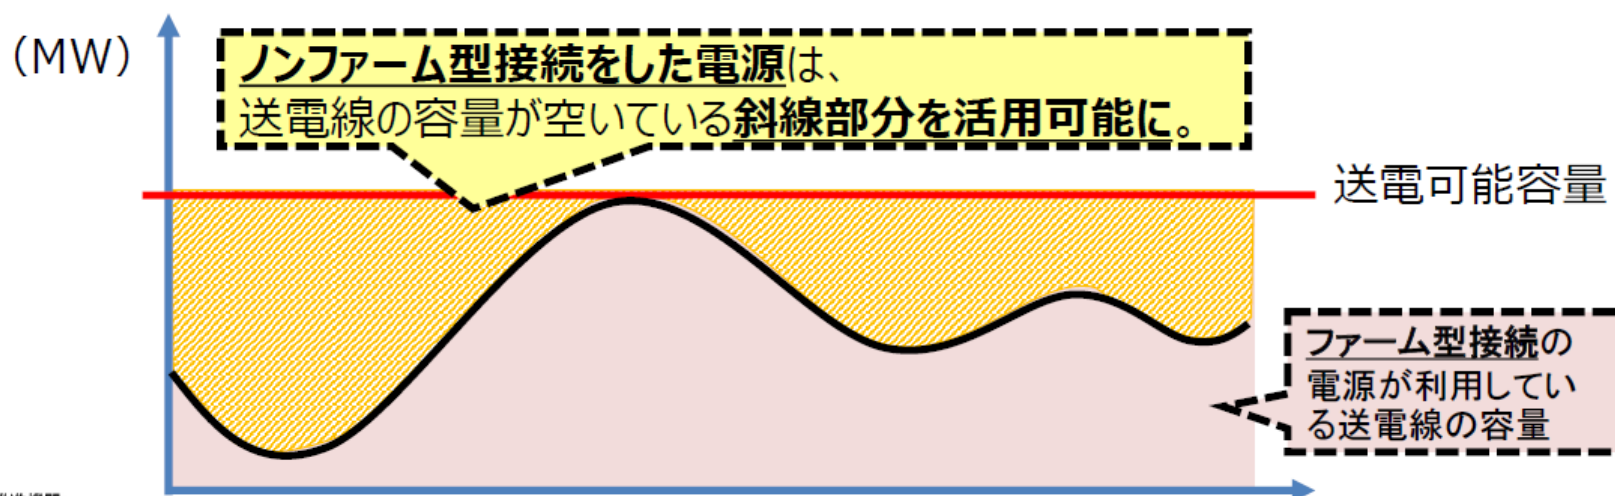 (MW)
ノンファーム型接続をした電源は、
送電線の容量が空いている斜線部分を活用可能に。
送電可能容量
ファーム型接続の
電源が利用してい
る送電線の容量